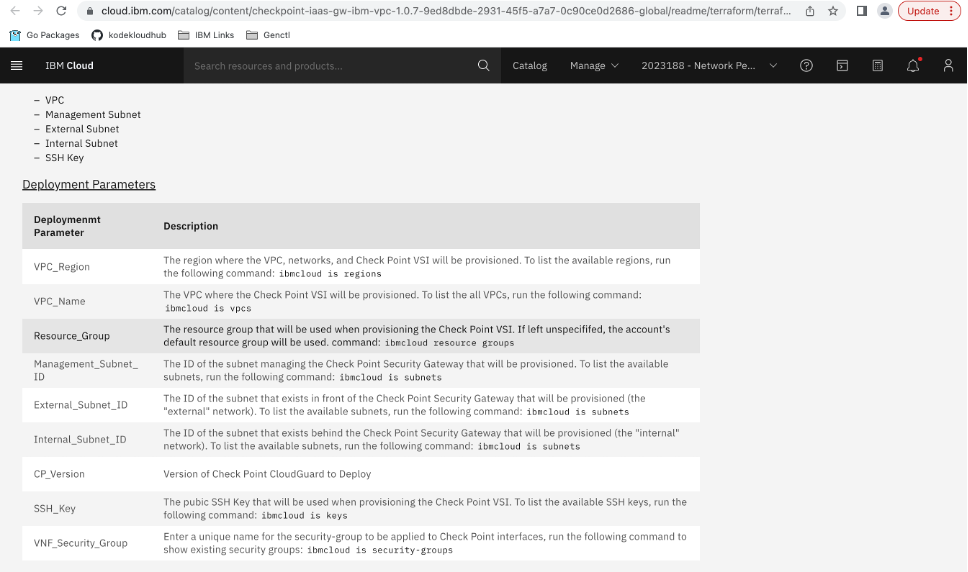 cloud.ibm.com/catalog/content/checkpoint-iaas-gw-ibm-vpc-1.0.7-9ed8dbde-2931-45f5-a7a7-0c90ce0d2686-global/readme/terraform/terraf...
Update
Go Packages
kodekloudhub
IBM Links
Genctl
IBM Cloud
Search resources and products...
Catalog
Manage
2023188 - Network Pe...
– VPC
– Management Subnet
– External Subnet
– Internal Subnet
– SSH Key
Deployment Parameters
Deploymenmt
Parameter
Description
VPC_Region
The region where the VPC, networks, and Check Point VSI will be provisioned. To list the available regions, run
the following command: ibmcloud is regions
VPC_Name
The VPC where the Check Point VSI will be provisioned. To list the all VPCs, run the following command:
ibmcloud is vpcs
Resource_Group
The resource group that will be used when provisioning the Check Point VSI. If left unspecififed, the account's
default resource group will be used. command: ibmcloud resource groups
Management_Subnet_
ID
The ID of the subnet managing the Check Point Security Gateway that will be provisioned. To list the available
subnets, run the following command: ibmcloud is subnets
External_Subnet_ID
The ID of the subnet that exists in front of the Check Point Security Gateway that will be provisioned (the
"external" network). To list the available subnets, run the following command: ibmcloud is subnets
Internal_Subnet_ID
The ID of the subnet that exists behind the Check Point Security Gateway that will be provisioned (the "internal"
network). To list the available subnets, run the following command: ibmcloud is subnets
CP_Version
Version of Check Point CloudGuard to Deploy
SSH_Key
The pubic SSH Key that will be used when provisioning the Check Point VSI. To list the available SSH keys, run the
following command: ibmcloud is keys
VNF_Security_Group
Enter a unique name for the security-group to be applied to Check Point interfaces, run the following command to
show existing security groups: ibmcloud is security-groups